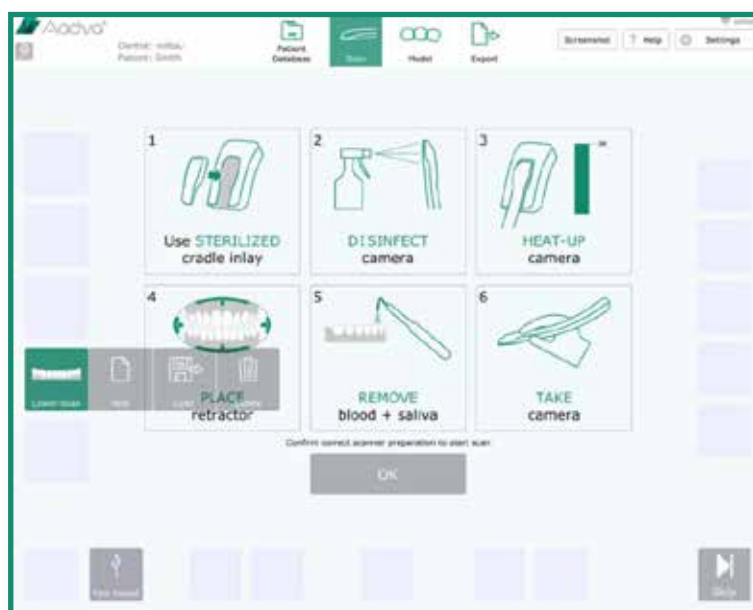 Aadva
Dentist:
Patient: Smith
Patient
Database
Scan
Model
Export
Screenshot
? Help
Settings
1
Use STERILIZED
cradle inlay
2
DISINFECT
camera
3
HEAT-UP
camera
4
PLACE
retractor
5
REMOVE
blood + saliva
6
TAKE
camera
Lower Scan
Confirm correct scanner preparation to start scan
OK
Skip